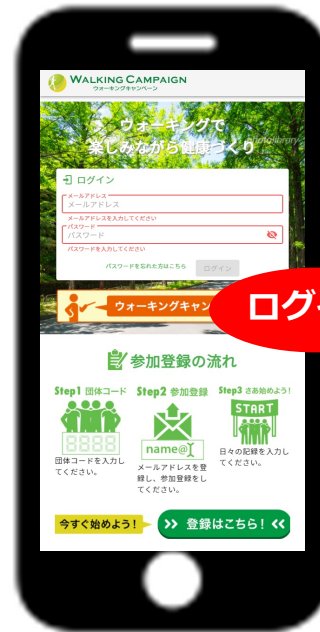 WALKING CAMPAIGN
ウォーキングキャンペーン
ウォーキングで
楽しみながら健康づくり
photolibrary
ログイン
メールアドレス
メールアドレス
メールアドレスを入力してください
パスワード
パスワード
パスワードを入力してください
パスワードを忘れた方はこちら
ログイン
ウォーキングキャン
ログ
参加登録の流れ
Step1 団体コード
8888
団体コードを入力し
てください。
Step2 参加登録
name@
メールアドレスを登
録し、参加登録をし
てください。
Step3 さあ始めよう!
START
日々の記録を入力し
てください。
今すぐ始めよう!
登録はこちら!